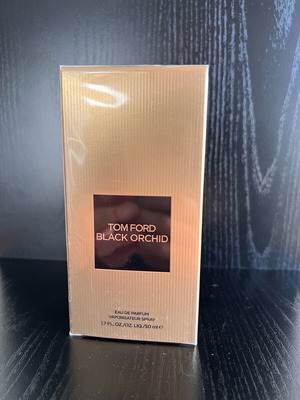 TOM FORD
BLACK ORCHID
EAU DE PARFUM
VAPORISATEUR SPRAY
1.7 FL. OZ./OZ. LIQ./50 ml ℮